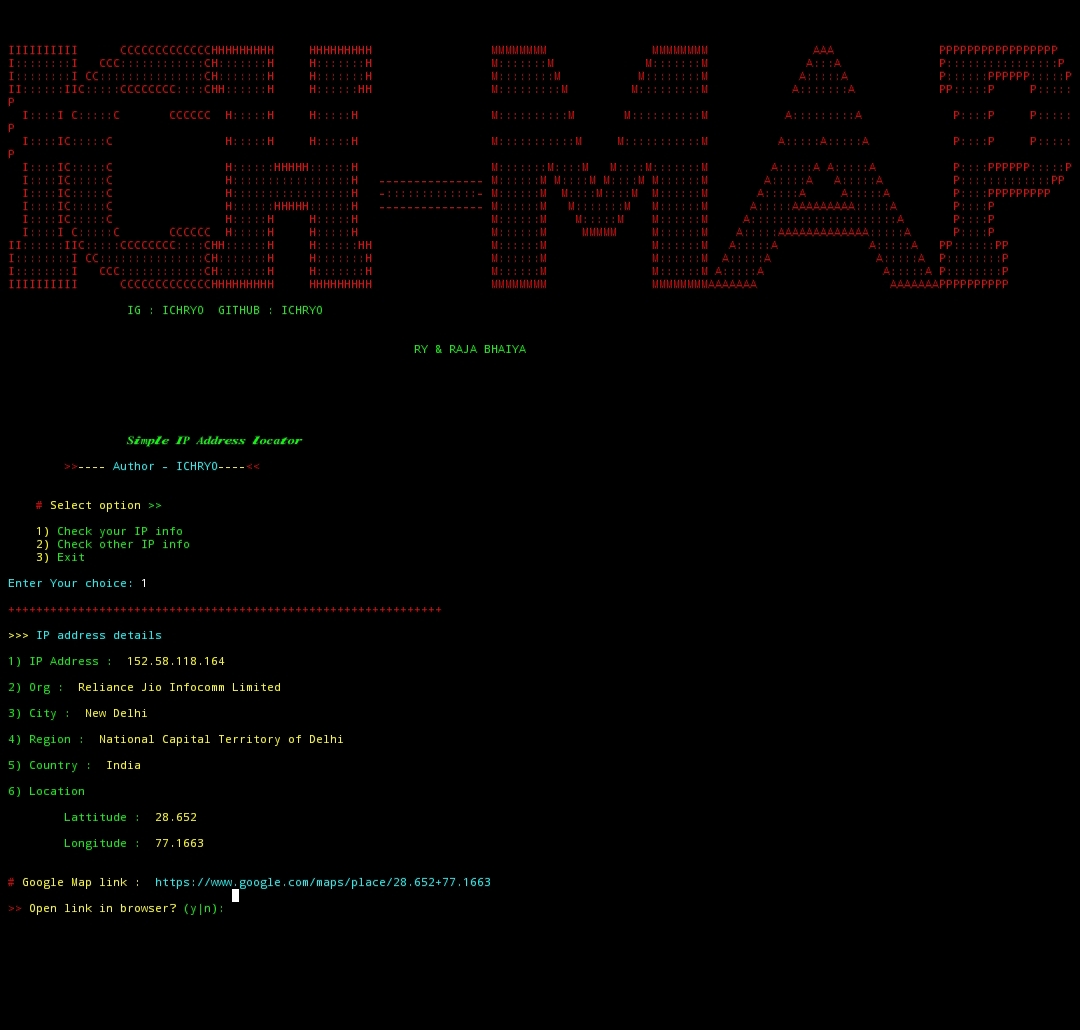 ICH-MAP
IG : ICHRYO  GITHUB : ICHRYO
RY & RAJA BHAIYA
Simple IP Address locator
>>---- Author - ICHRYO----<<
# Select option >>
1) Check your IP info
2) Check other IP info
3) Exit
Enter Your choice: 1
++++++++++++++++++++++++++++++++++++++++++++++++++++++++++++++
>>> IP address details
1) IP Address :  152.58.118.164
2) Org :  Reliance Jio Infocomm Limited
3) City :  New Delhi
4) Region :  National Capital Territory of Delhi
5) Country :  India
6) Location
Lattitude :  28.652
Longitude :  77.1663
# Google Map link :  https://www.google.com/maps/place/28.652+77.1663
>> Open link in browser? (y|n):